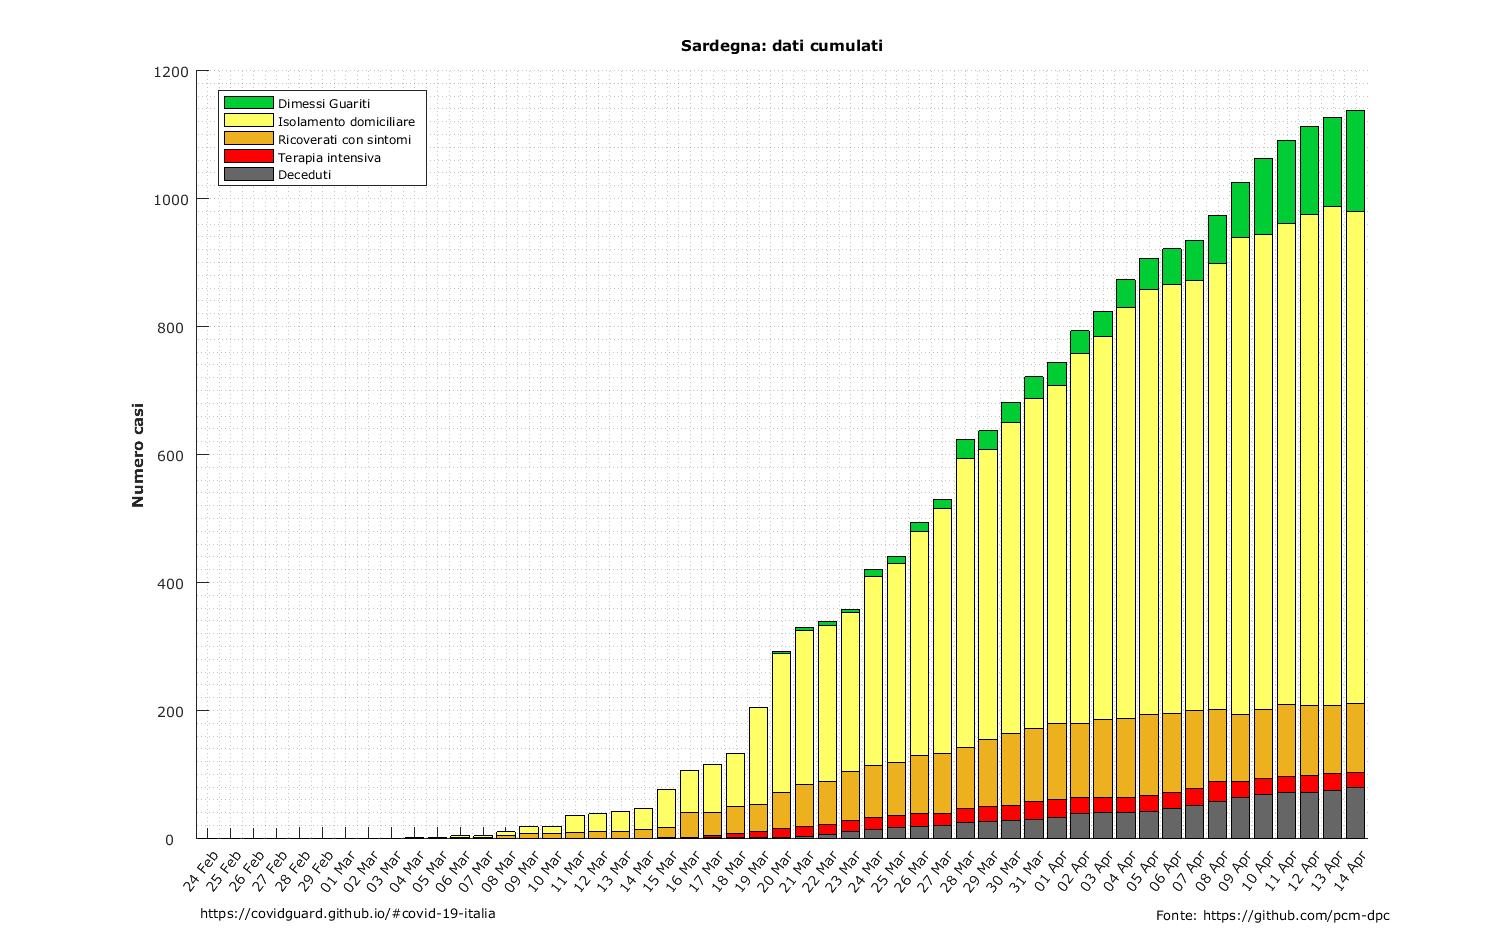 Sardegna: dati cumulati
1200
1000
800
600
400
200
0
Numero casi
Dimessi Guariti
Isolamento domiciliare
Ricoverati con sintomi
Terapia intensiva
Deceduti
24 Feb
25 Feb
26 Feb
27 Feb
28 Feb
29 Feb
01 Mar
02 Mar
03 Mar
04 Mar
05 Mar
06 Mar
07 Mar
08 Mar
09 Mar
10 Mar
11 Mar
12 Mar
13 Mar
14 Mar
15 Mar
16 Mar
17 Mar
18 Mar
19 Mar
20 Mar
21 Mar
22 Mar
23 Mar
24 Mar
25 Mar
26 Mar
27 Mar
28 Mar
29 Mar
30 Mar
31 Mar
01 Apr
02 Apr
03 Apr
04 Apr
05 Apr
06 Apr
07 Apr
08 Apr
09 Apr
10 Apr
11 Apr
12 Apr
13 Apr
14 Apr
https://covidguard.github.io/#covid-19-italia
Fonte: https://github.com/pcm-dpc